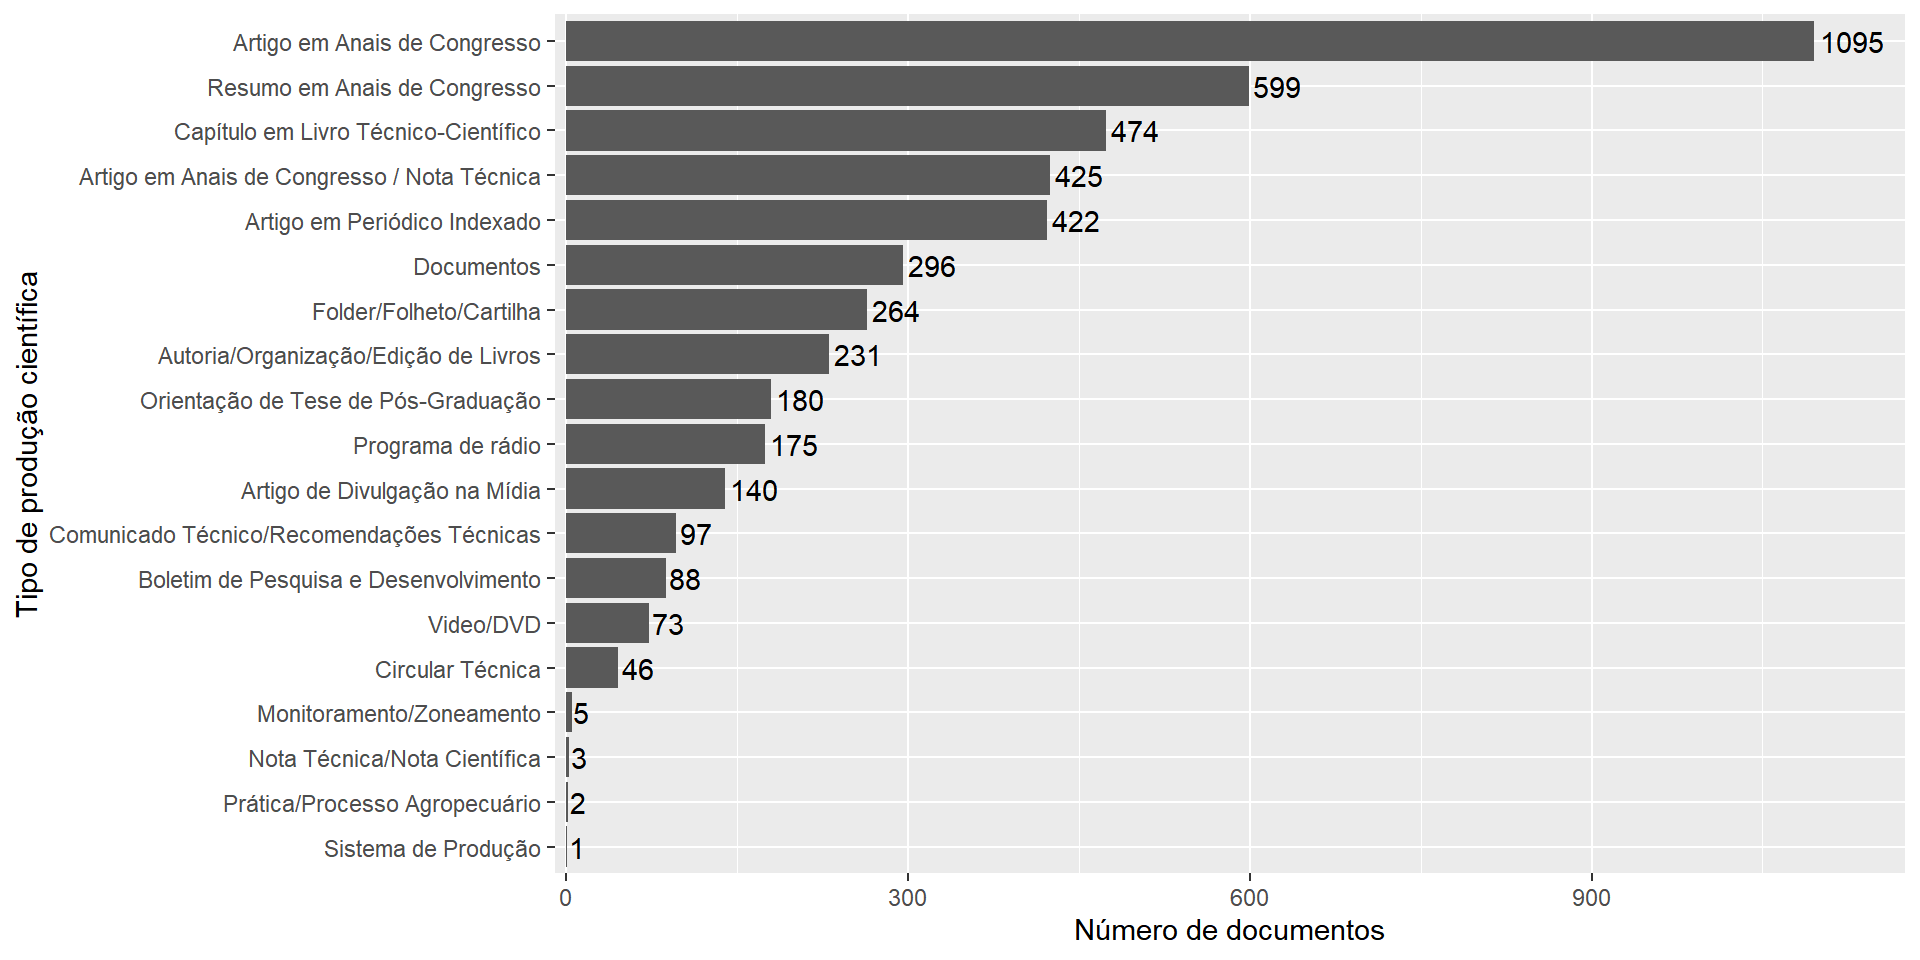 Tipo de produção científica
Artigo em Anais de Congresso 1095
Resumo em Anais de Congresso 599
Capítulo em Livro Técnico-Científico 474
Artigo em Anais de Congresso / Nota Técnica 425
Artigo em Periódico Indexado 422
Documentos 296
Folder/Folheto/Cartilha 264
Autoria/Organização/Edição de Livros 231
Orientação de Tese de Pós-Graduação 180
Programa de rádio 175
Artigo de Divulgação na Mídia 140
Comunicado Técnico/Recomendações Técnicas 97
Boletim de Pesquisa e Desenvolvimento 88
Video/DVD 73
Circular Técnica 46
Monitoramento/Zoneamento 5
Nota Técnica/Nota Científica 3
Prática/Processo Agropecuário 2
Sistema de Produção 1
0 300 600 900
Número de documentos